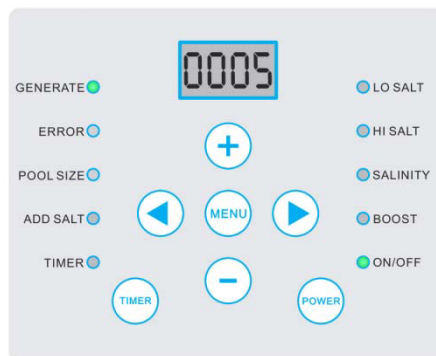 0005
GENERATE
LO SALT
ERROR
HI SALT
+
POOL SIZE
SALINITY
MENU
ADD SALT
BOOST
TIMER
ON/OFF
−
TIMER
POWER